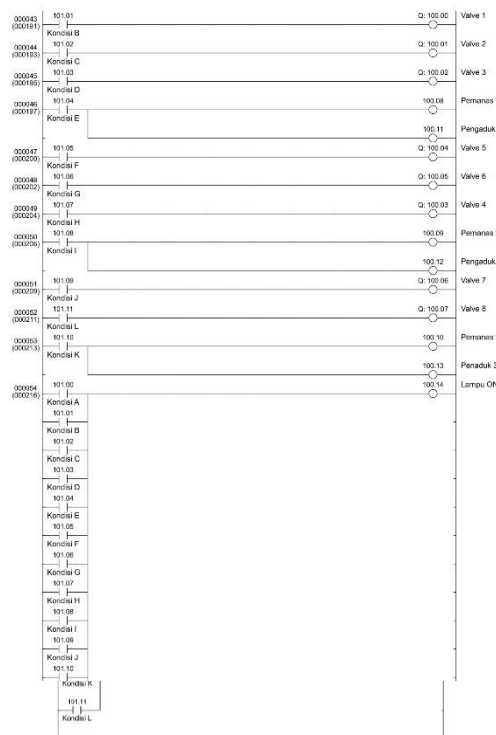 000043 101.01 Q: 100.00 Valve 1
(000191)
Kondisi B
000044 101.02 Q: 100.01 Valve 2
(000193)
Kondisi C
000045 101.03 Q: 100.02 Valve 3
(000195)
Kondisi D
000046 101.04 100.08 Pemanas
(000197)
Kondisi E
100.11 Pengaduk
000047 101.05 Q: 100.04 Valve 5
(000200)
Kondisi F
000048 101.06 Q: 100.05 Valve 6
(000202)
Kondisi G
000049 101.07 Q: 100.03 Valve 4
(000204)
Kondisi H
000050 101.08 100.09 Pemanas
(000206)
Kondisi I
100.12 Pengaduk
000051 101.09 Q: 100.06 Valve 7
(000209)
Kondisi J
000052 101.11 Q: 100.07 Valve 8
(000211)
Kondisi L
000053 101.10 100.10 Pemanas
(000213)
Kondisi K
100.13 Penaduk 3
000054 101.00 100.14 Lampu ON
(000216)
Kondisi A
101.01
Kondisi B
101.02
Kondisi C
101.03
Kondisi D
101.04
Kondisi E
101.05
Kondisi F
101.06
Kondisi G
101.07
Kondisi H
101.08
Kondisi I
101.09
Kondisi J
101.10
Kondisi K
101.11
Kondisi L